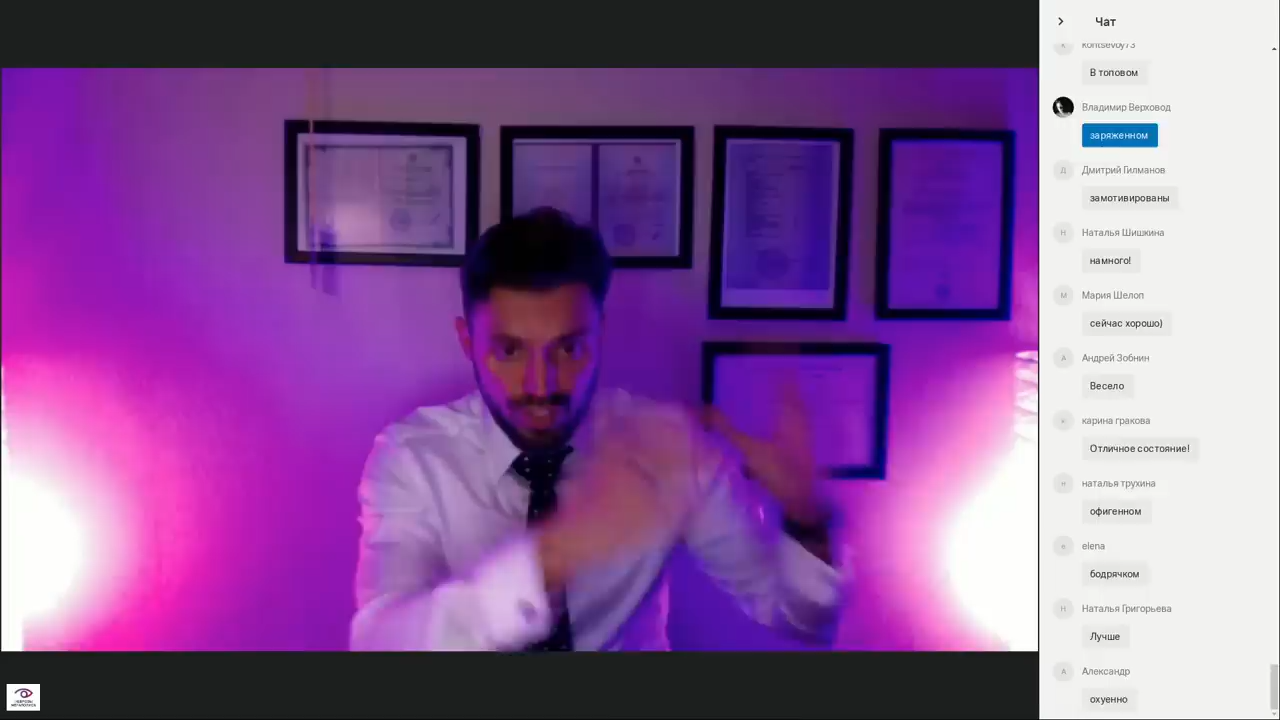 Чат
kontsevoy73
В топовом
Владимир Верховод
заряженном
Дмитрий Гилманов
замотивированы
Наталья Шишкина
намного!
Мария Шелоп
сейчас хорошо)
Андрей Зобнин
Весело
карина гракова
Отличное состояние!
наталья трухина
офигенном
elena
бодрячком
Наталья Григорьева
Лучше
Александр
охуенно